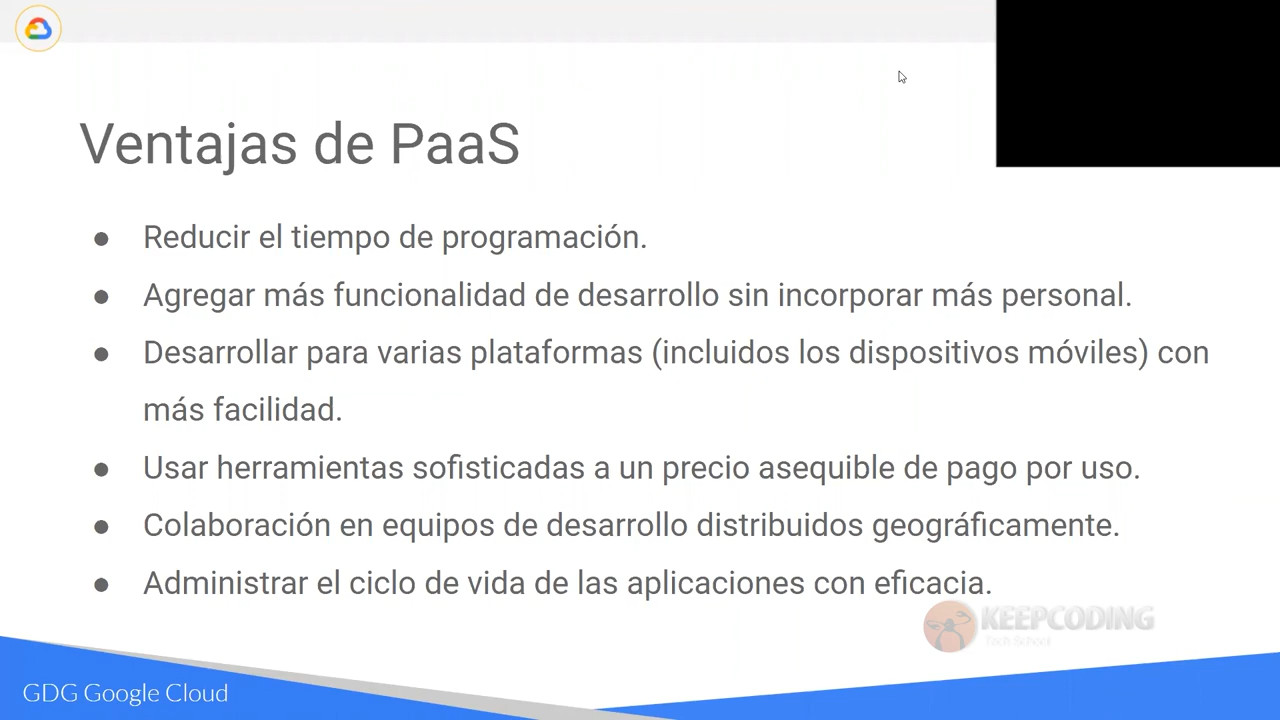 Ventajas de PaaS
● Reducir el tiempo de programación.
● Agregar más funcionalidad de desarrollo sin incorporar más personal.
● Desarrollar para varias plataformas (incluidos los dispositivos móviles) con
más facilidad.
● Usar herramientas sofisticadas a un precio asequible de pago por uso.
● Colaboración en equipos de desarrollo distribuidos geográficamente.
● Administrar el ciclo de vida de las aplicaciones con eficacia.
KEEPCODING
Tech School
GDG Google Cloud